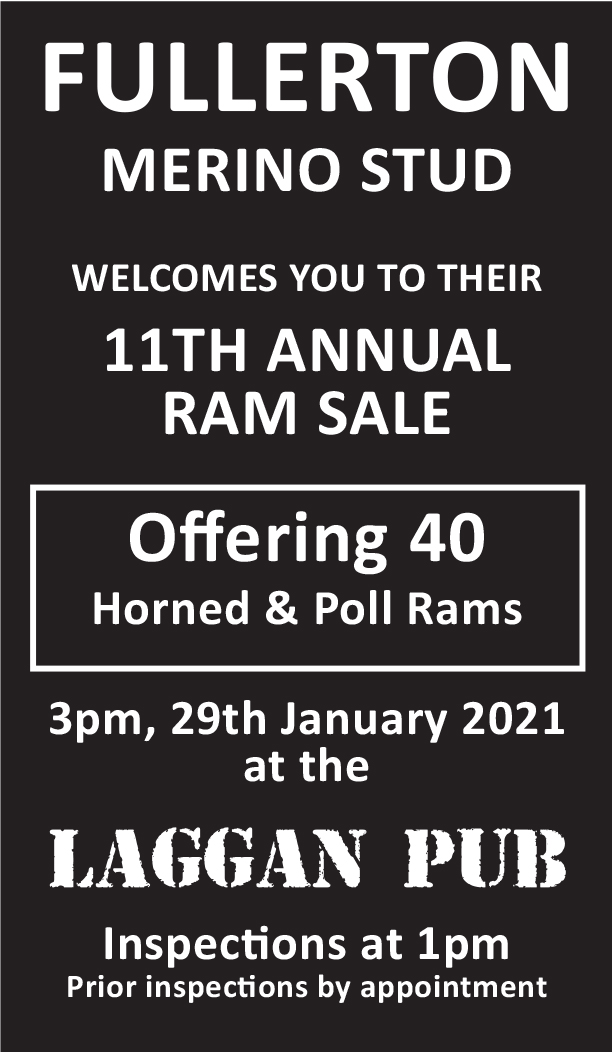 FULLERTON
MERINO STUD
WELCOMES YOU TO THEIR
11TH ANNUAL
RAM SALE
Offering 40
Horned & Poll Rams
3pm, 29th January 2021
at the
LAGGAN PUB
Inspections at 1pm
Prior inspections by appointment